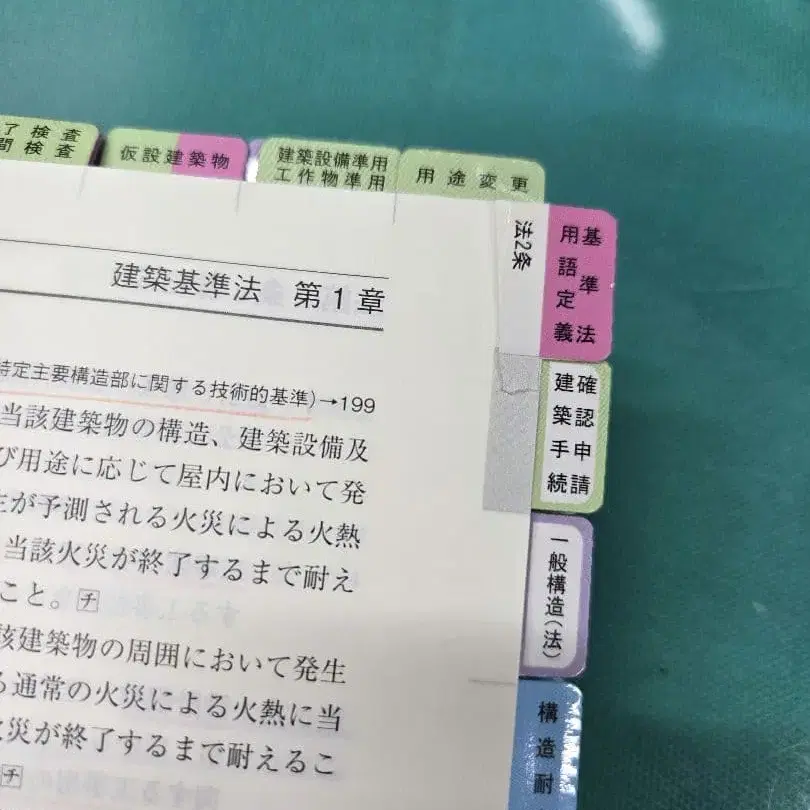 了検査
間検査
仮設建築物
建築設備準用
工作物準用
用途変更
法2条
基準法
用語定義
確認申請
建築手続
一般構造(法)
構造耐
建築基準法 第1章
特定主要構造部に関する技術的基準)→199
当該建築物の構造、建築設備及
び用途に応じて屋内において発
生が予測される火災による火熱
当該火災が終了するまで耐え
こと。チ
該建築物の周囲において発生
る通常の火災による火熱に当
火災が終了するまで耐えるこ
チ